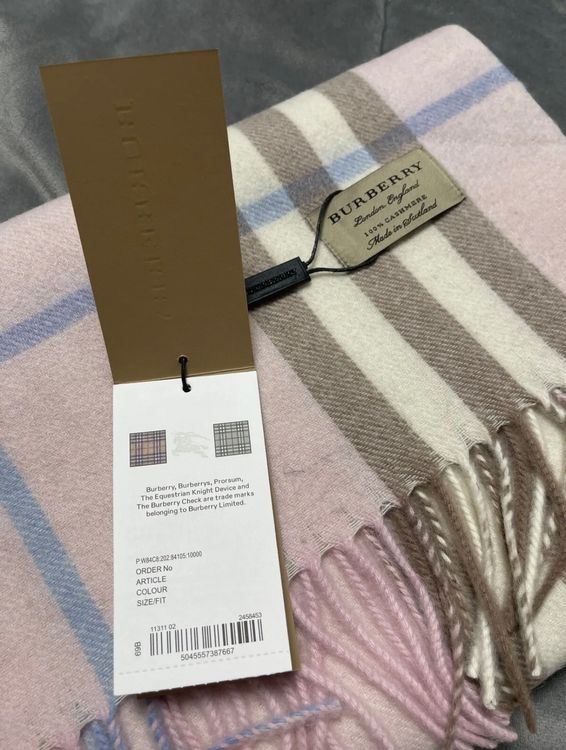 BURBERRY
BURBERRY
London England
100% CASHMERE
Made in Scotland
Burberry, Burberrys, Prorsum,
The Equestrian Knight Device and
The Burberry Check are trade marks
belonging to Burberry Limited.
P.W84C8:202:84105:10000
ORDER No
ARTICLE
COLOUR
SIZE/FIT
11311 02 2458453
69B
5045557387667